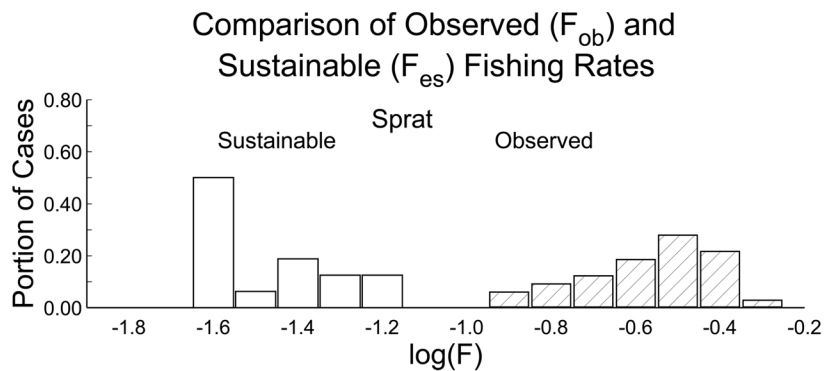 Comparison of Observed (Fob) and
Sustainable (Fes) Fishing Rates
Sprat
Sustainable Observed
Portion of Cases
0.80
0.60
0.40
0.20
0.00
-1.8 -1.6 -1.4 -1.2 -1.0 -0.8 -0.6 -0.4 -0.2
log(F)